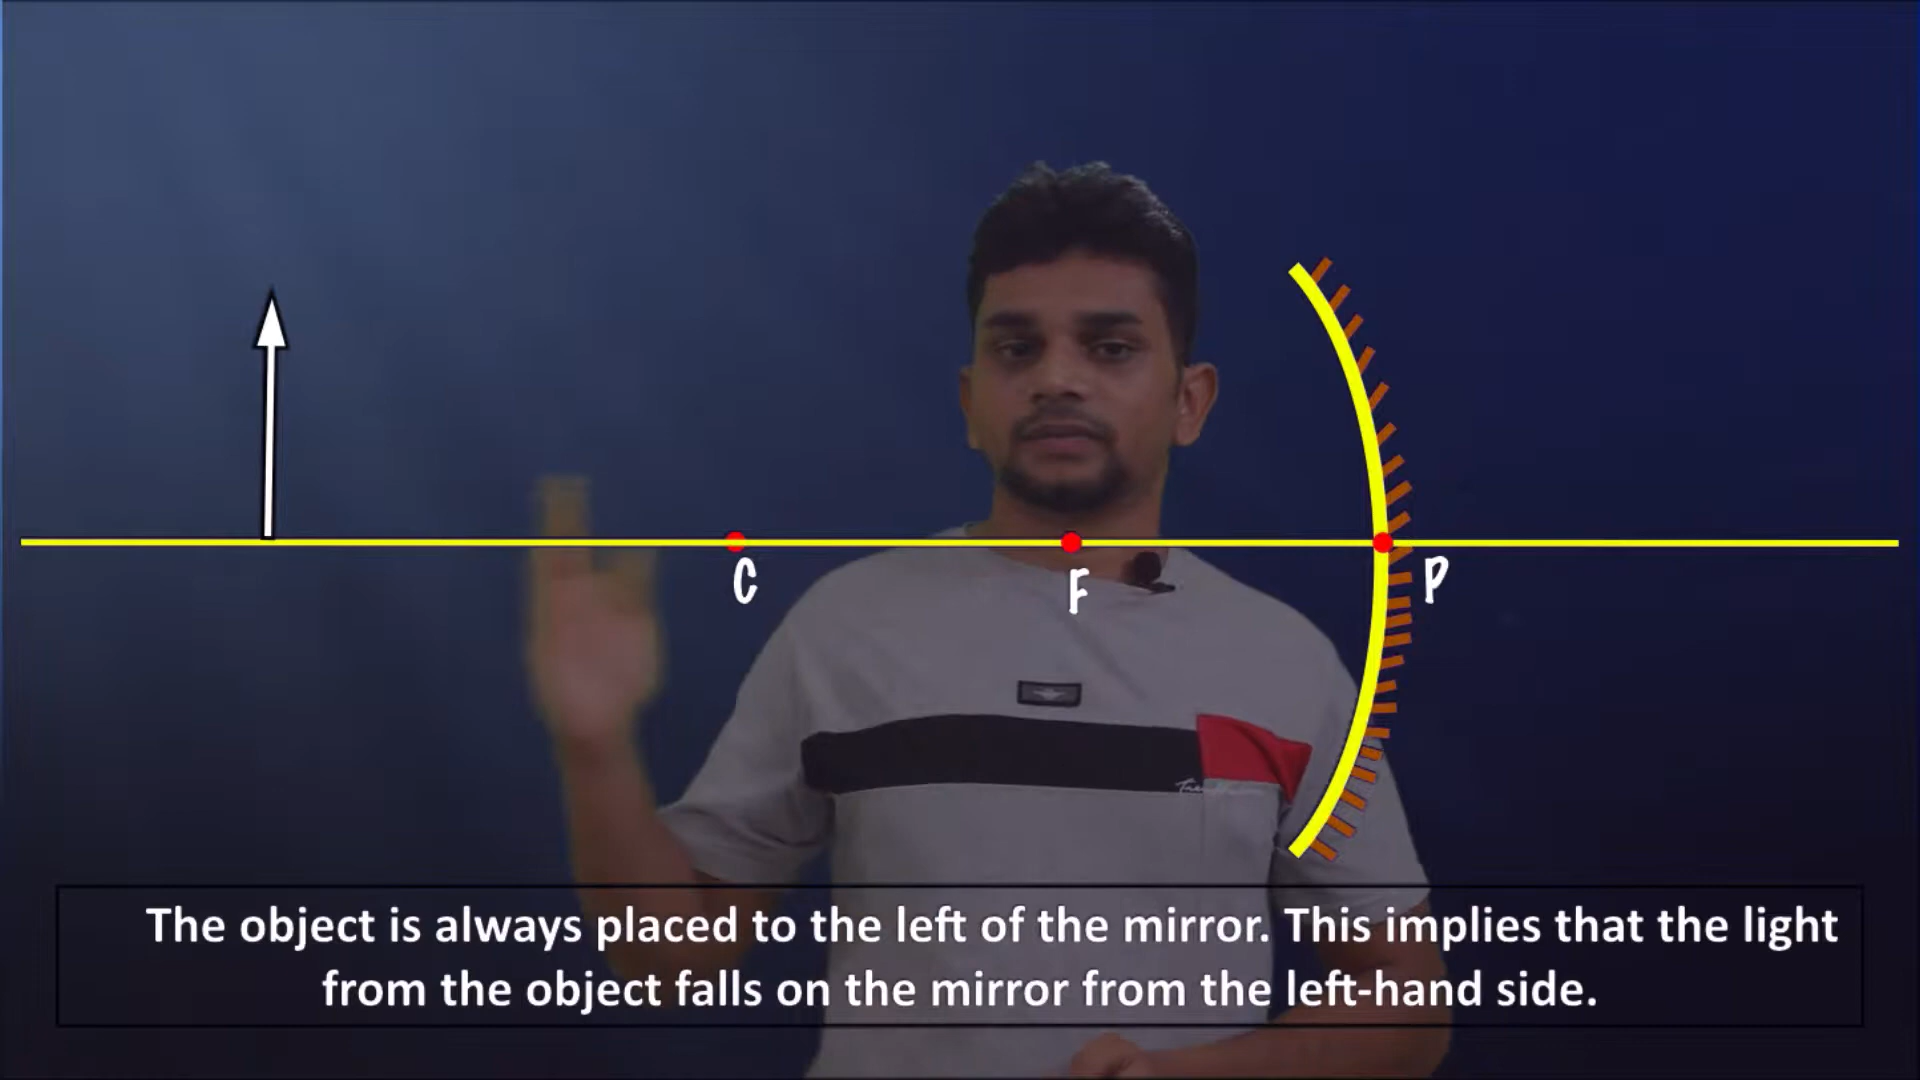 C
F
P
The object is always placed to the left of the mirror. This implies that the light
from the object falls on the mirror from the left-hand side.